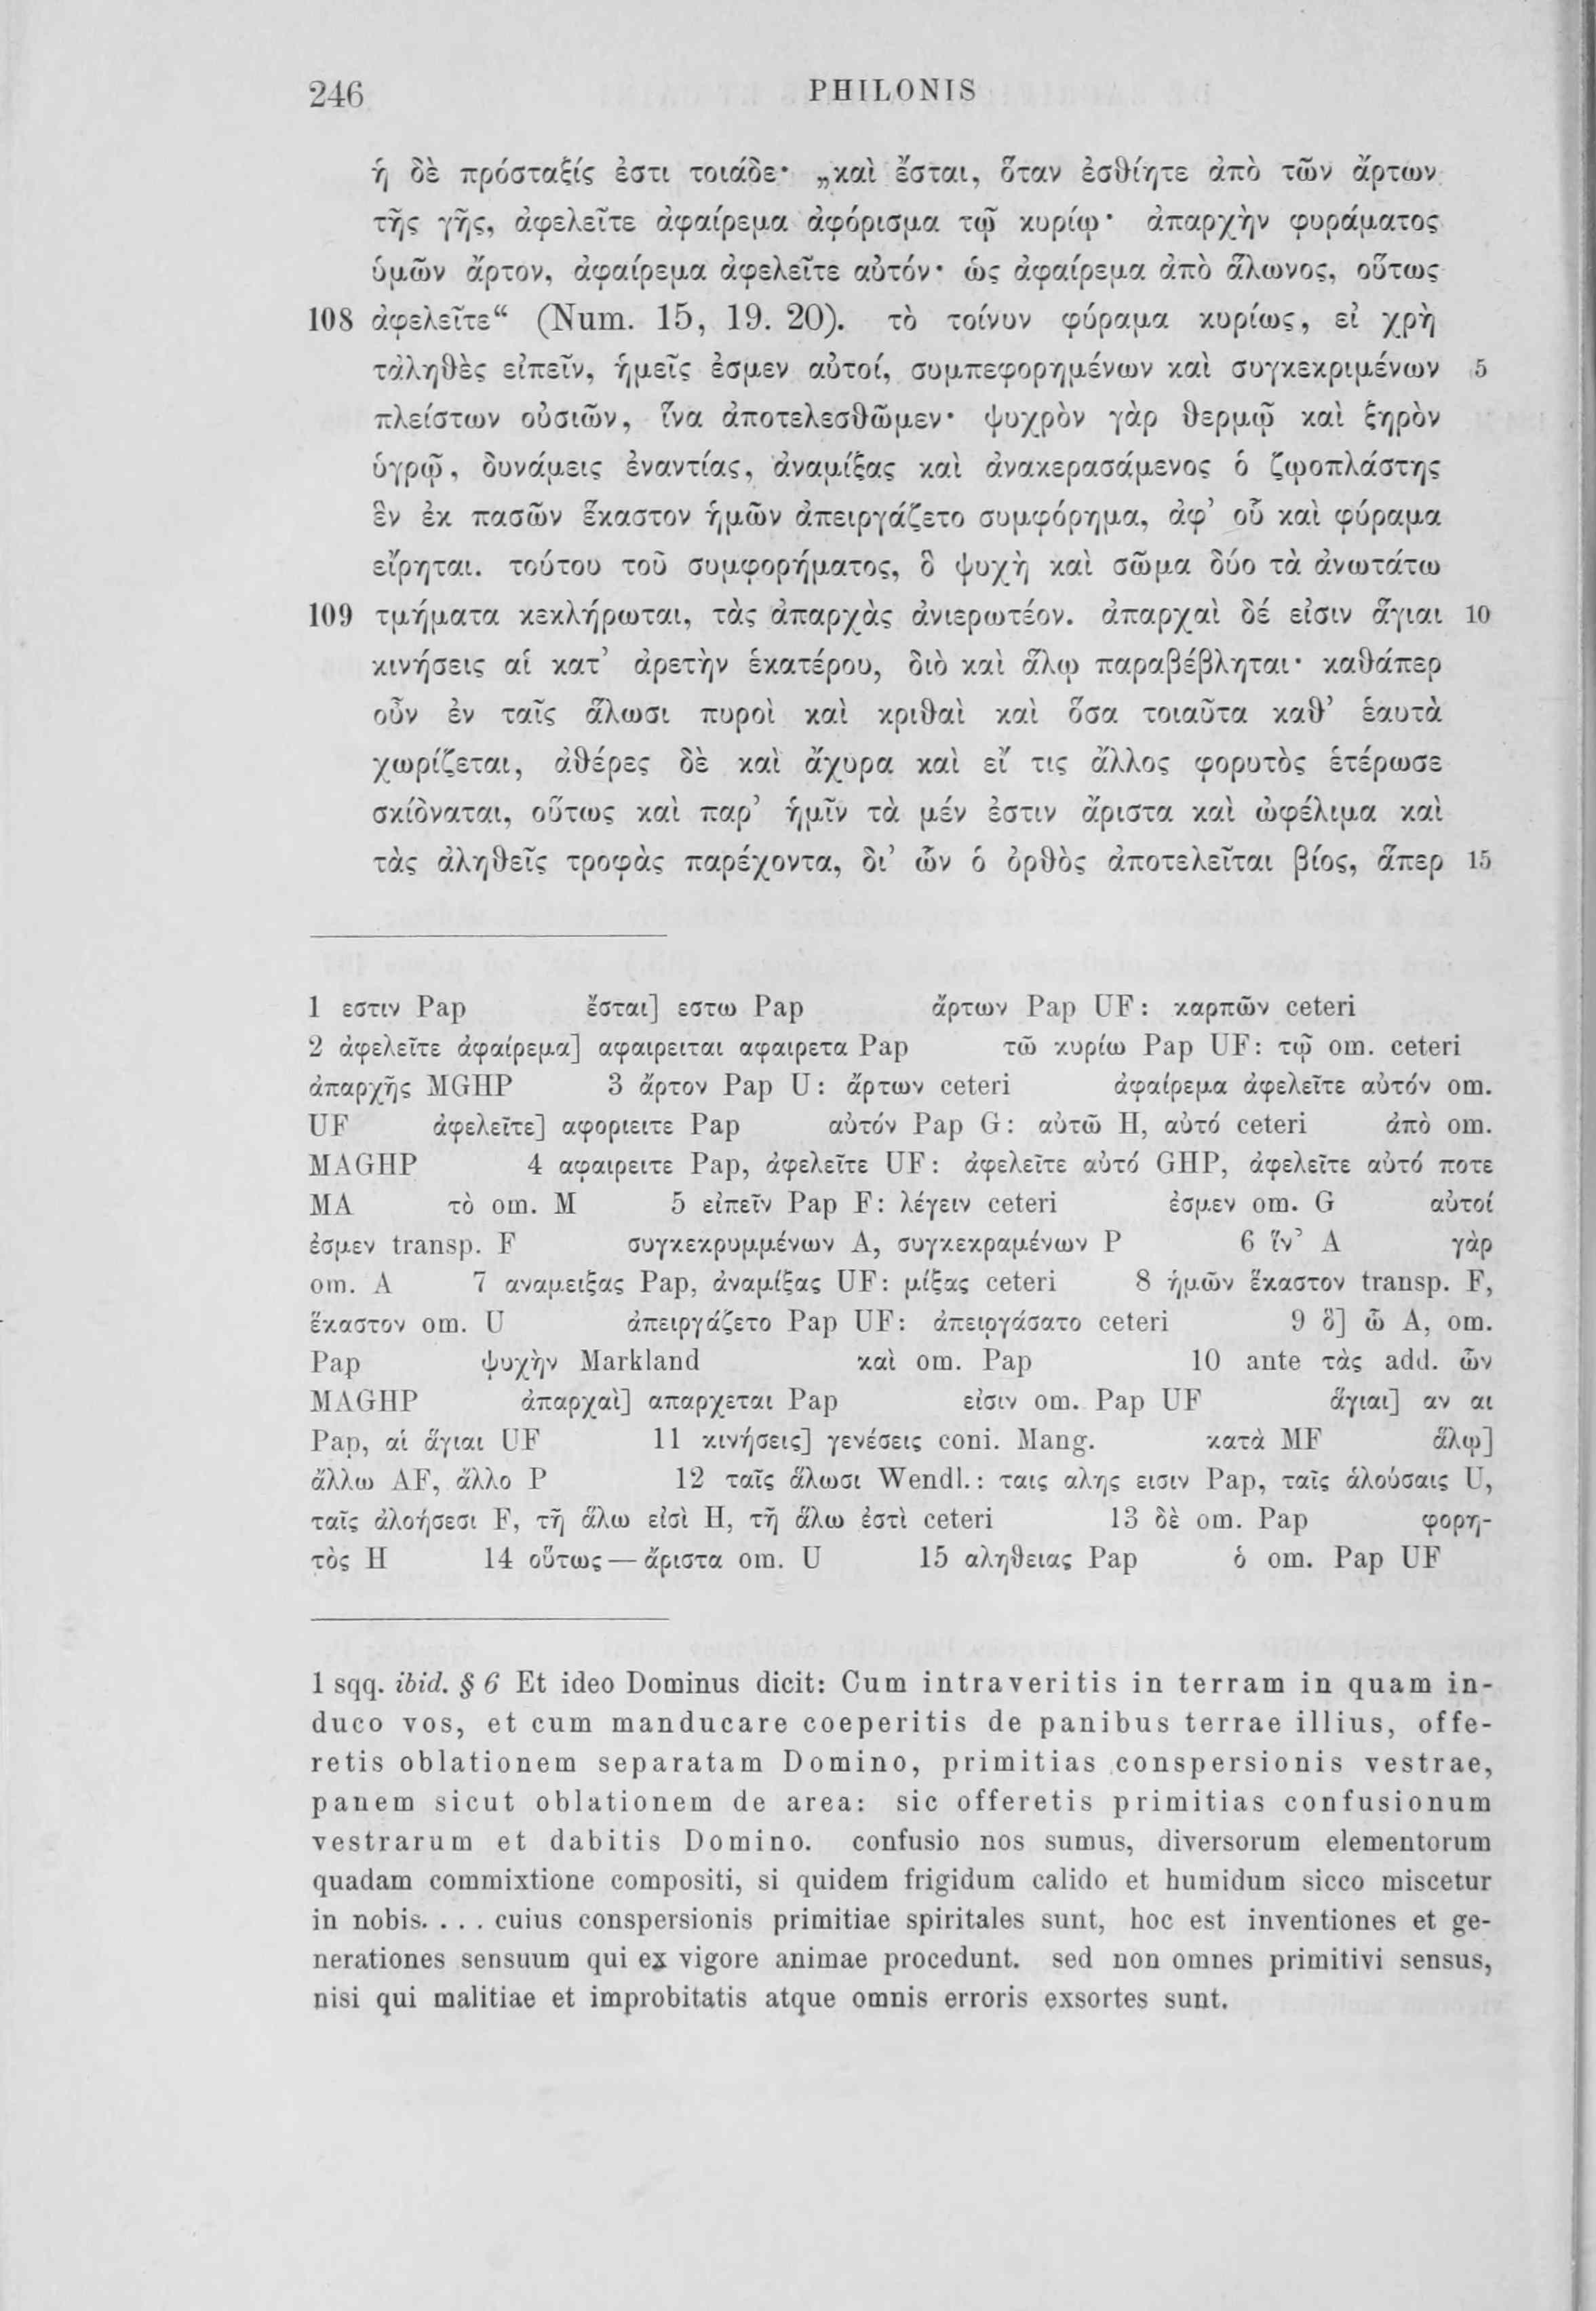 246 PHILONIS
ἡ δὲ πρόσταξίς ἐστι τοιάδε· „καὶ ἔσται, ὅταν ἐσθίητε ἀπὸ τῶν ἄρτων
τῆς γῆς, ἀφελεῖτε ἀφαίρεμα ἀφόρισμα τῷ κυρίῳ· ἀπαρχὴν φυράματος
ὑμῶν ἄρτον, ἀφαίρεμα ἀφελεῖτε αὐτόν· ὡς ἀφαίρεμα ἀπὸ ἅλωνος, οὕτως
108 ἀφελεῖτε“ (Num. 15, 19. 20). τὸ τοίνυν φύραμα κυρίως, εἰ χρὴ
τἀληθὲς εἰπεῖν, ἡμεῖς ἐσμεν αὐτοί, συμπεφορημένων καὶ συγκεκριμένων 5
πλείστων οὐσιῶν, ἵνα ἀποτελεσθῶμεν· ψυχρὸν γὰρ θερμῷ καὶ ξηρὸν
ὑγρῷ, δυνάμεις ἐναντίας, ἀναμίξας καὶ ἀνακερασάμενος ὁ ζῳοπλάστης
ἓν ἐκ πασῶν ἕκαστον ἡμῶν ἀπειργάζετο συμφόρημα, ἀφ’ οὗ καὶ φύραμα
εἴρηται. τούτου τοῦ συμφορήματος, ὃ ψυχὴ καὶ σῶμα δύο τὰ ἀνωτάτω
109 τμήματα κεκλήρωται, τὰς ἀπαρχὰς ἀνιερωτέον. ἀπαρχαὶ δέ εἰσιν ἅγιαι 10
κινήσεις αἱ κατ’ ἀρετὴν ἑκατέρου, διὸ καὶ ἅλῳ παραβέβληται· καθάπερ
οὖν ἐν ταῖς ἅλωσι πυροὶ καὶ κριθαὶ καὶ ὅσα τοιαῦτα καθ’ ἑαυτὰ
χωρίζεται, ἀθέρες δὲ καὶ ἄχυρα καὶ εἴ τις ἄλλος φορυτὸς ἑτέρωσε
σκίδναται, οὕτως καὶ παρ’ ἡμῖν τὰ μέν ἐστιν ἄριστα καὶ ὠφέλιμα καὶ
τὰς ἀληθεῖς τροφὰς παρέχοντα, δι’ ὧν ὁ ὀρθὸς ἀποτελεῖται βίος, ἅπερ 15
1 εστιν Pap ἔσται] εστω Pap ἄρτων Pap UF: καρπῶν ceteri
2 ἀφελεῖτε ἀφαίρεμα] αφαιρειται αφαιρετα Pap τῶ κυρίω Pap UF: τῷ om. ceteri
ἀπαρχῆς MGHP 3 ἄρτον Pap U: ἄρτων ceteri ἀφαίρεμα ἀφελεῖτε αὐτόν om.
UF ἀφελεῖτε] αφοριειτε Pap αὐτόν Pap G: αὐτῶ H, αὐτό ceteri ἀπὸ om.
MAGHP 4 αφαιρειτε Pap, ἀφελεῖτε UF: ἀφελεῖτε αὐτό GHP, ἀφελεῖτε αὐτό ποτε
MA τὸ om. M 5 εἰπεῖν Pap F: λέγειν ceteri ἐσμεν om. G αὐτοί
ἐσμεν transp. F συγκεκρυμμένων A, συγκεκραμένων P 6 ἵν’ A γὰρ
om. A 7 αναμειξας Pap, ἀναμίξας UF: μίξας ceteri 8 ἡμῶν ἕκαστον transp. F,
ἕκαστον om. U ἀπειργάζετο Pap UF: ἀπειργάσατο ceteri 9 ὃ] ὧ A, om.
Pap ψυχὴν Markland καὶ om. Pap 10 ante τὰς add. ὧν
MAGHP ἀπαρχαὶ] απαρχεται Pap εἰσιν om. Pap UF ἅγιαι] αν αι
Pap, αἱ ἅγιαι UF 11 κινήσεις] γενέσεις coni. Mang. κατὰ MF ἅλῳ]
ἄλλω AF, ἄλλο P 12 ταῖς ἅλωσι Wendl.: ταις αλης εισιν Pap, ταῖς ἁλούσαις U,
ταῖς ἀλοήσεσι F, τῆ ἅλω εἰσὶ H, τῆ ἅλω ἐστὶ ceteri 13 δὲ om. Pap φορη-
τὸς H 14 οὕτως — ἄριστα om. U 15 αληθειας Pap ὁ om. Pap UF
1 sqq. ibid. § 6 Et ideo Dominus dicit: Cum intraveritis in terram in quam in-
duco vos, et cum manducare coeperitis de panibus terrae illius, offe-
retis oblationem separatam Domino, primitias conspersionis vestrae,
panem sicut oblationem de area: sic offeretis primitias confusionum
vestrarum et dabitis Domino. confusio nos sumus, diversorum elementorum
quadam commixtione compositi, si quidem frigidum calido et humidum sicco miscetur
in nobis. . . . cuius conspersionis primitiae spiritales sunt, hoc est inventiones et ge-
nerationes sensuum qui ex vigore animae procedunt. sed non omnes primitivi sensus,
nisi qui malitiae et improbitatis atque omnis erroris exsortes sunt.